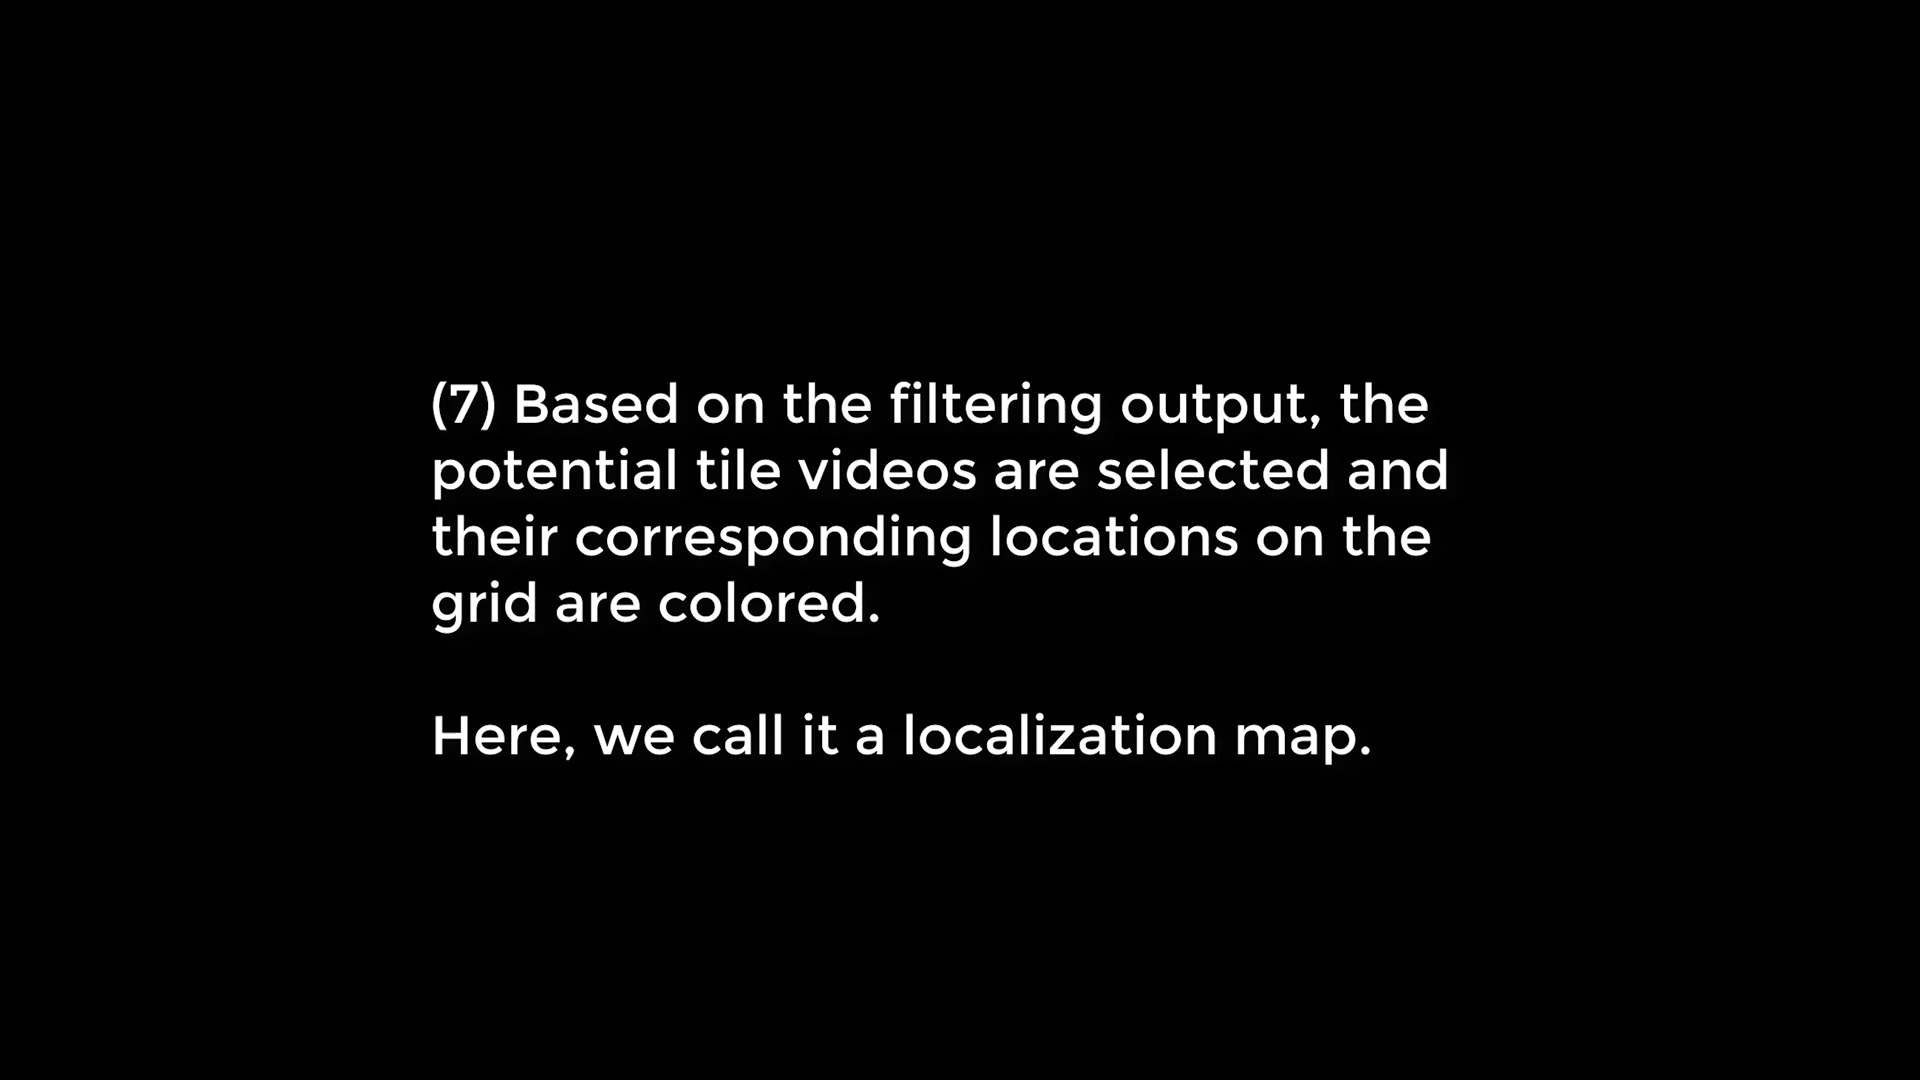 (7) Based on the filtering output, the
potential tile videos are selected and
their corresponding locations on the
grid are colored.
Here, we call it a localization map.